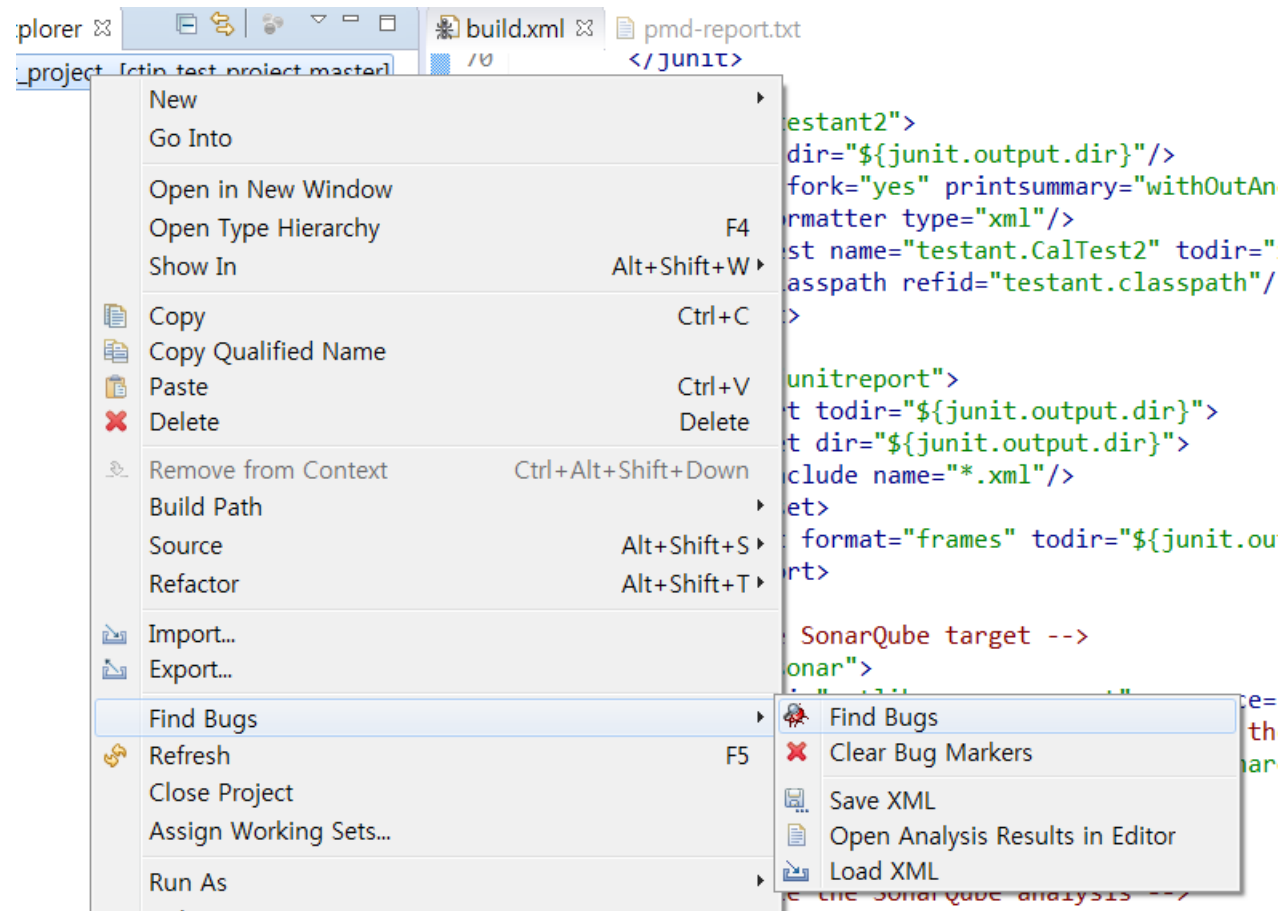 plorer
build.xml
pmd-report.txt
_project [ctip_test_project master]
70 </junit>
New
Go Into
Open in New Window
Open Type Hierarchy F4
Show In Alt+Shift+W
Copy Ctrl+C
Copy Qualified Name
Paste Ctrl+V
Delete Delete
Remove from Context Ctrl+Alt+Shift+Down
Build Path
Source Alt+Shift+S
Refactor Alt+Shift+T
Import...
Export...
Find Bugs
Refresh F5
Close Project
Assign Working Sets...
Run As
Find Bugs
Clear Bug Markers
Save XML
Open Analysis Results in Editor
Load XML
estant2">
dir="${junit.output.dir}"/>
fork="yes" printsummary="withOutAn
rmatter type="xml"/>
st name="testant.CalTest2" todir="
asspath refid="testant.classpath"/
>
unitreport">
t todir="${junit.output.dir}">
t dir="${junit.output.dir}">
clude name="*.xml"/>
et>
format="frames" todir="${junit.ou
rt>
SonarQube target -->
onar">
ce=
th
ar
e the SonarQube analysis -->